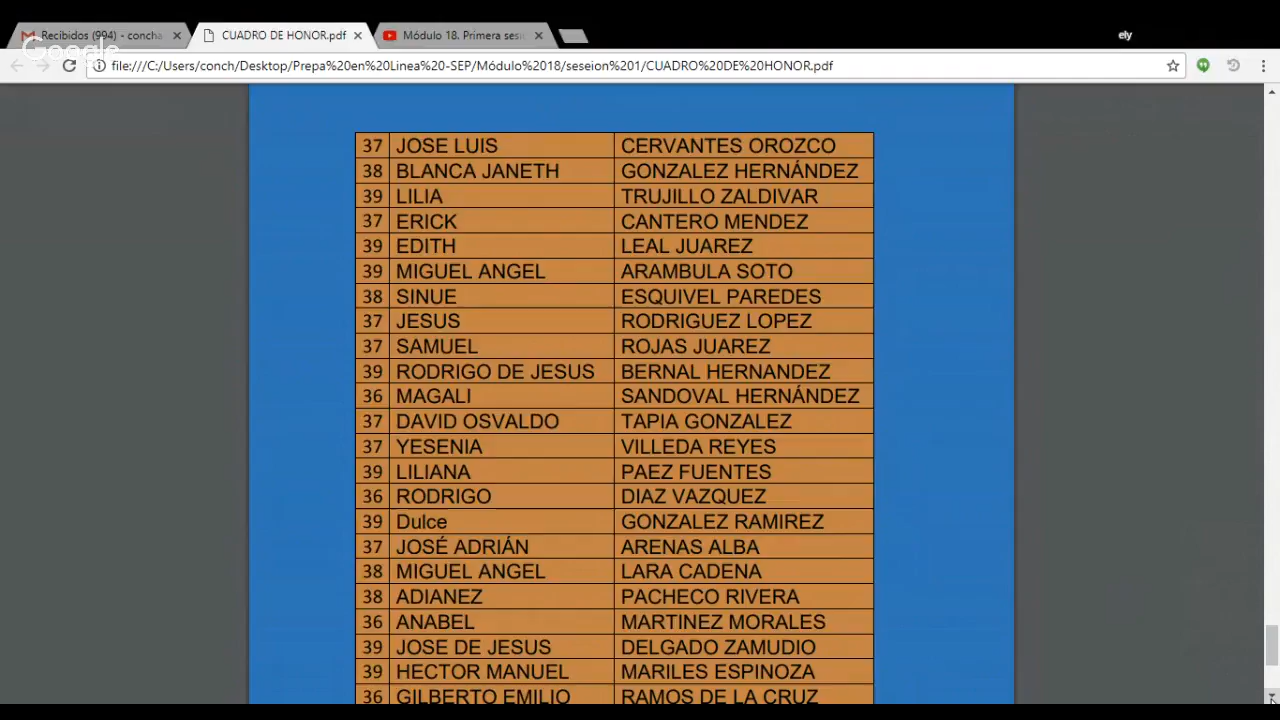 Recibidos (994) - concha
CUADRO DE HONOR.pdf
Módulo 18. Primera sesi
ely
Google
file:///C:/Users/conch/Desktop/Prepa%20en%20Linea%20-SEP/Módulo%2018/seseion%201/CUADRO%20DE%20HONOR.pdf
37 JOSE LUIS CERVANTES OROZCO
38 BLANCA JANETH GONZALEZ HERNÁNDEZ
39 LILIA TRUJILLO ZALDIVAR
37 ERICK CANTERO MENDEZ
39 EDITH LEAL JUAREZ
39 MIGUEL ANGEL ARAMBULA SOTO
38 SINUE ESQUIVEL PAREDES
37 JESUS RODRIGUEZ LOPEZ
37 SAMUEL ROJAS JUAREZ
39 RODRIGO DE JESUS BERNAL HERNANDEZ
36 MAGALI SANDOVAL HERNÁNDEZ
37 DAVID OSVALDO TAPIA GONZALEZ
37 YESENIA VILLEDA REYES
39 LILIANA PAEZ FUENTES
36 RODRIGO DIAZ VAZQUEZ
39 Dulce GONZALEZ RAMIREZ
37 JOSÉ ADRIÁN ARENAS ALBA
38 MIGUEL ANGEL LARA CADENA
38 ADIANEZ PACHECO RIVERA
36 ANABEL MARTINEZ MORALES
39 JOSE DE JESUS DELGADO ZAMUDIO
39 HECTOR MANUEL MARILES ESPINOZA
36 GILBERTO EMILIO RAMOS DE LA CRUZ